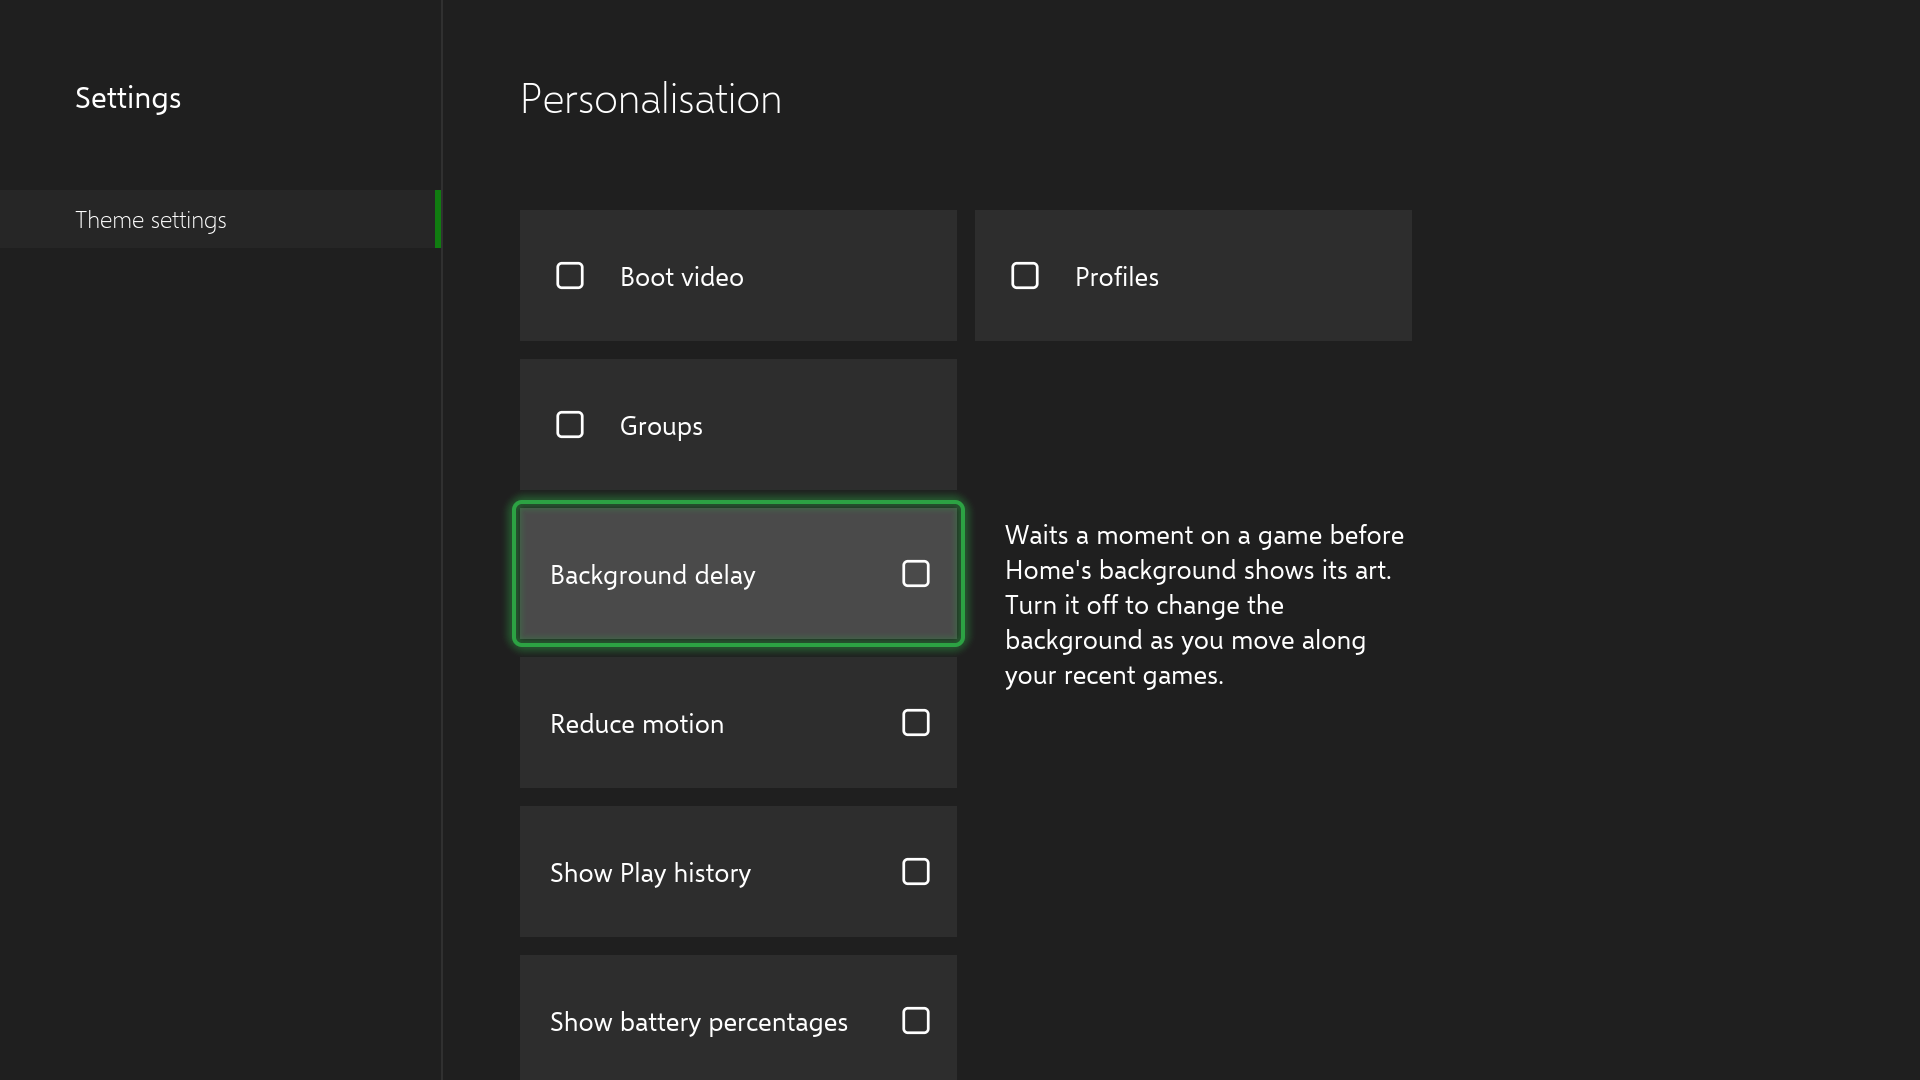 Settings
Theme settings
Personalisation
Boot video
Profiles
Groups
Background delay
Waits a moment on a game before
Home's background shows its art.
Turn it off to change the
background as you move along
your recent games.
Reduce motion
Show Play history
Show battery percentages